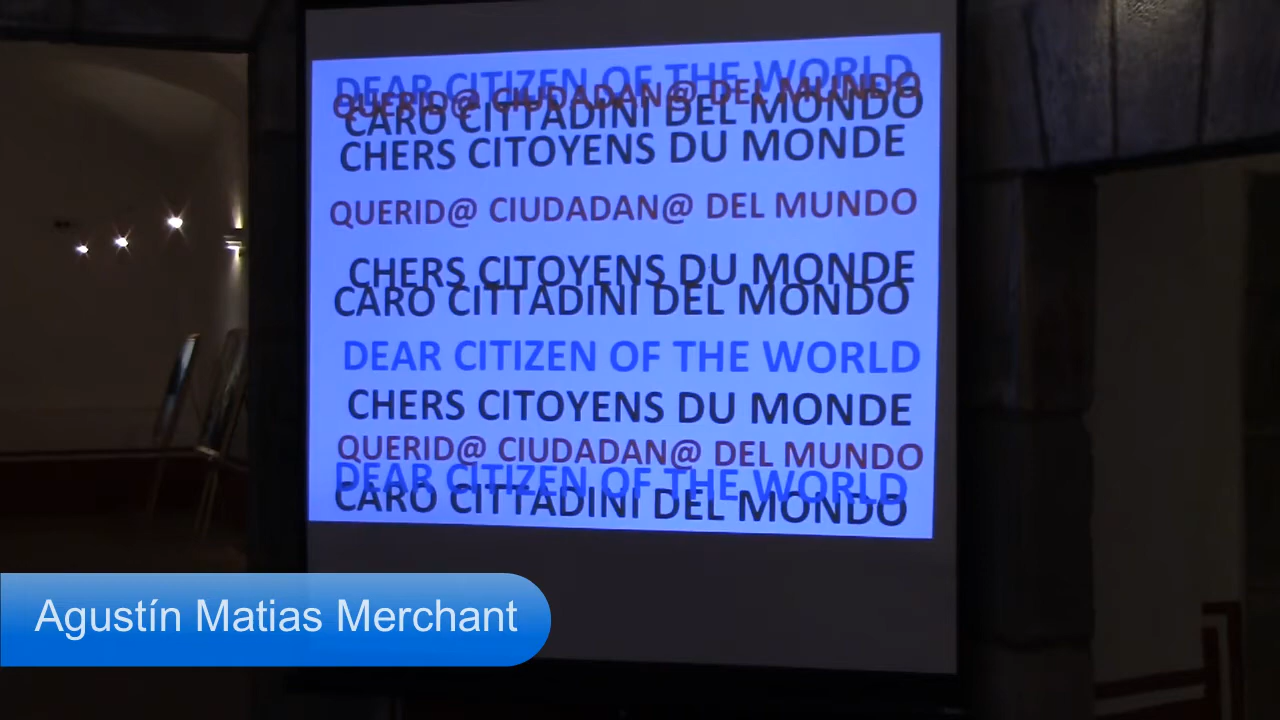 DEAR CITIZEN OF THE WORLD
QUERID@ CIUDADAN@ DEL MUNDO
CARO CITTADINI DEL MONDO
CHERS CITOYENS DU MONDE
QUERID@ CIUDADAN@ DEL MUNDO
CHERS CITOYENS DU MONDE
CARO CITTADINI DEL MONDO
DEAR CITIZEN OF THE WORLD
CHERS CITOYENS DU MONDE
QUERID@ CIUDADAN@ DEL MUNDO
DEAR CITIZEN OF THE WORLD
CARO CITTADINI DEL MONDO
Agustín Matias Merchant